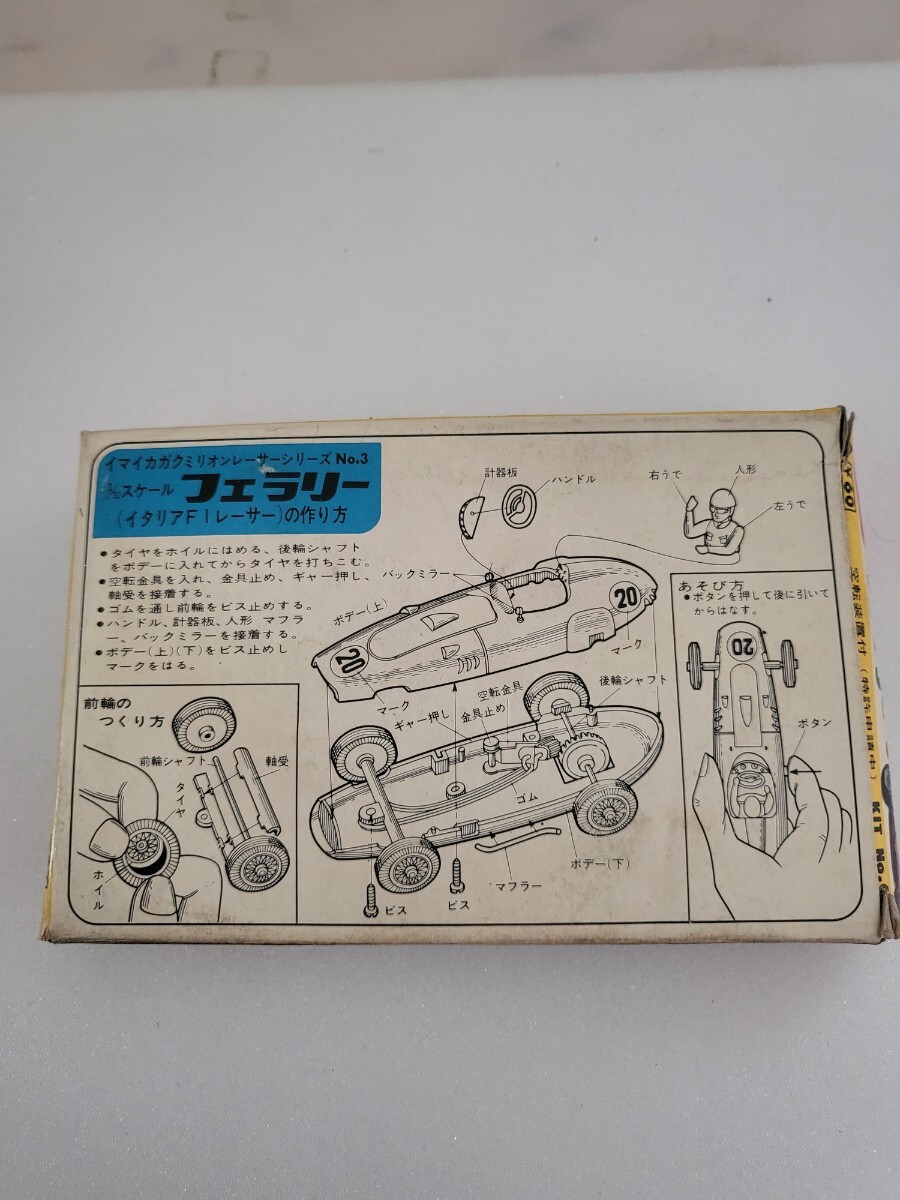 イマイカガクミリオンレーサーシリーズ No.3
スケール フェラリー
(イタリアFIレーサー)の作り方
●タイヤをホイルにはめる、後輪シャフト
をボデーに入れてからタイヤを打ちこむ。
●空転金具を入れ、金具止め、ギャー押し、
軸受を接着する。
●ゴムを通し前輪をビス止めする。
●ハンドル、計器板、人形 マフラ
ー、バックミラーを接着する。
●ボデー(上)(下)をビス止めし
マークをはる。
計器板
ハンドル
右うで
人形
左うで
バックミラー
ボデー(上)
20
20
マーク
マーク
ギャー押し
空転金具
金具止め
後輪シャフト
ゴム
マフラー
ボデー(下)
ビス
ビス
前輪の
つくり方
前輪シャフト
軸受
タイヤ
ホイル
あそび方
●ボタンを押して後に引いて
からはなす。
20
ボタン
空転装置付(特許申請中) KIT No.